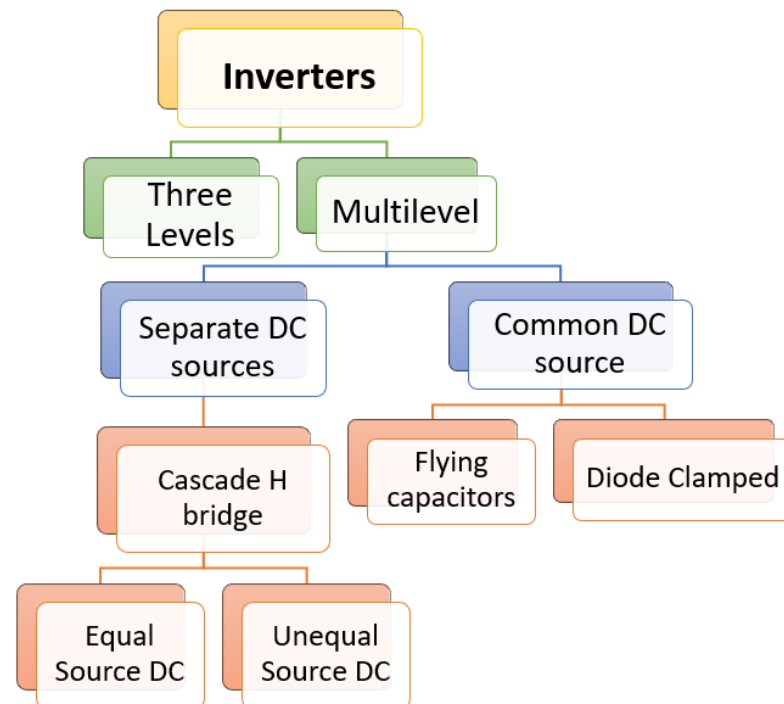 Inverters
Three
Levels
Multilevel
Separate DC
sources
Common DC
source
Cascade H
bridge
Flying
capacitors
Diode Clamped
Equal
Source DC
Unequal
Source DC